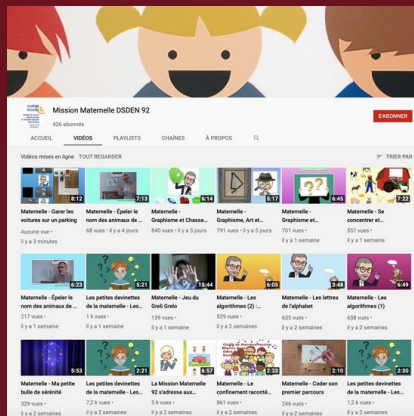 Mission Maternelle DSDEN 92
426 abonnés
S'ABONNER
ACCUEIL VIDÉOS PLAYLISTS CHAÎNES À PROPOS
Vidéos mises en ligne TOUT REGARDER TRIER PAR
8:12 7:13 6:14 5:17 6:45 7:22
Maternelle - Garer les voitures sur un parking
Aucune vue •
il y a 3 minutes
Maternelle - Épeler le nom des animaux de ...
68 vues • il y a 4 jours
Maternelle - Graphisme et Chasse...
840 vues • il y a 5 jours
Maternelle - Graphisme, Art et...
791 vues • il y a 5 jours
Maternelle - Graphisme et...
701 vues •
il y a 1 semaine
Maternelle - Se concentrer et...
551 vues •
il y a 1 semaine
6:23 5:21 15:44 6:05 3:48 6:49
Maternelle - Épeler le nom des animaux de ...
217 vues •
il y a 1 semaine
Les petites devinettes de la maternelle - Les...
1 k vues •
il y a 1 semaine
Maternelle - Jeu du Greli Grelo
139 vues •
il y a 1 semaine
Maternelle - Les algorithmes (2) :...
529 vues •
il y a 2 semaines
Maternelle - Les lettres de l'alphabet
635 vues •
il y a 2 semaines
Maternelle - Les algorithmes (1)
658 vues •
il y a 2 semaines
5:53 2:21 6:57 2:33 2:10 2:30
Maternelle - Ma petite bulle de sérénité
329 vues •
il y a 2 semaines
Les petites devinettes de la maternelle - Les...
7,2 k vues •
il y a 2 semaines
La Mission Maternelle 92 s'adresse aux...
3 k vues •
il y a 2 semaines
Maternelle - Le confinement raconté...
861 vues •
il y a 2 semaines
Maternelle - Coder son premier parcours
246 vues •
il y a 2 semaines
Les petites devinettes de la maternelle - Les...
1,2 k vues •
il y a 2 semaines